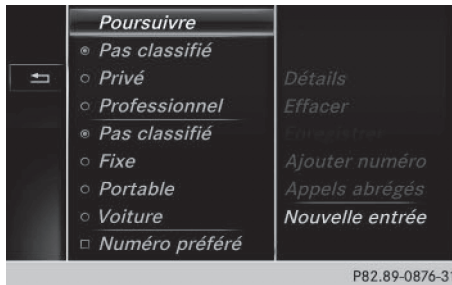 Poursuivre
Pas classifié
Privé
Professionnel
Pas classifié
Fixe
Portable
Voiture
Numéro préféré
Détails
Effacer
Enregistrer
Ajouter numéro
Appels abrégés
Nouvelle entrée
P82.89-0876-31